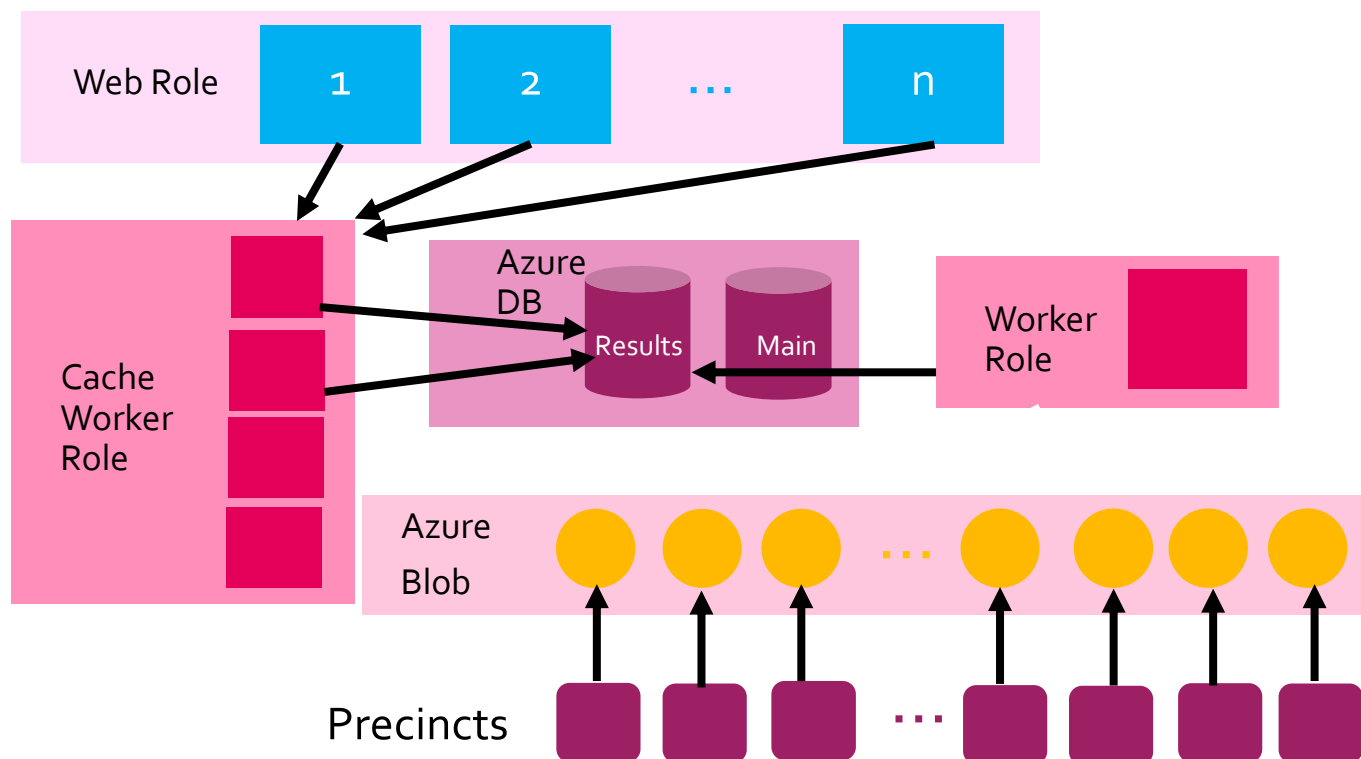 Web Role
1
2
...
n
Azure
DB
Results
Main
Worker
Role
Cache
Worker
Role
Azure
Blob
...
Precincts
...